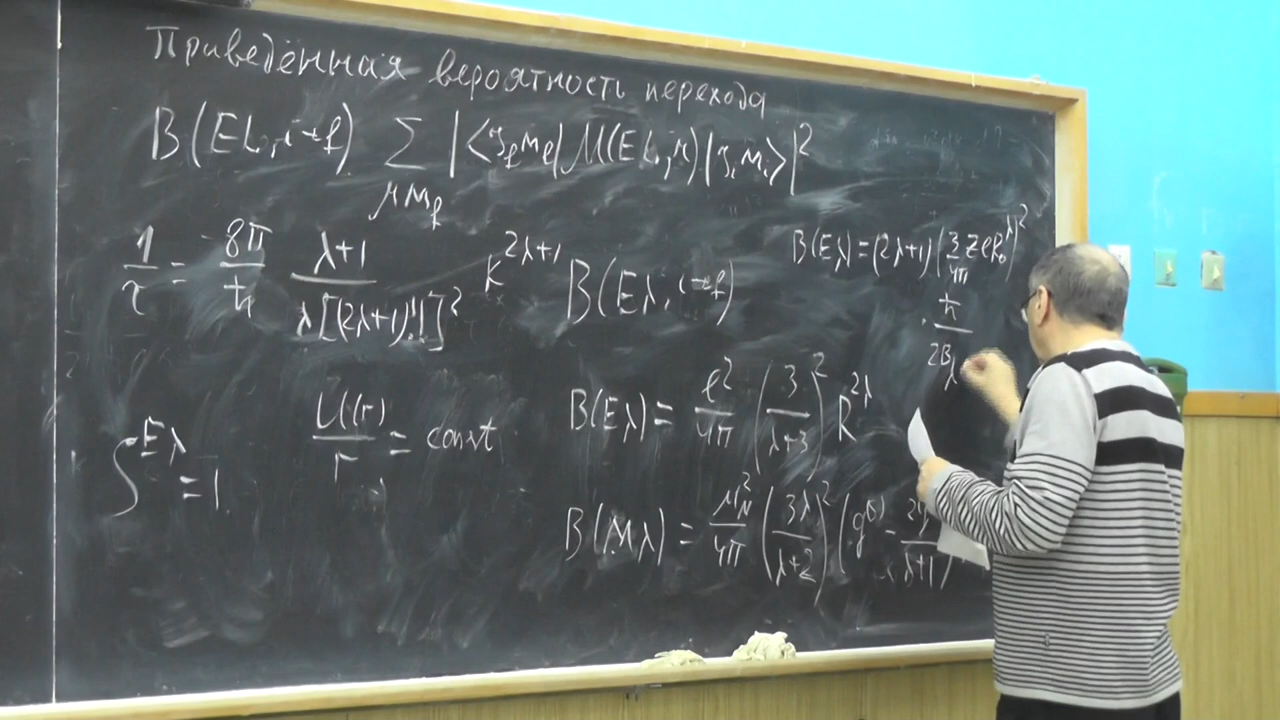 Приведённая вероятность перехода
B(EL, i→f) Σ_{μ M_f} |<J_f M_f| M(EL, μ) |J_i M_i>|²
1/τ = 8π/ħ (λ+1)/(λ[(2λ+1)!!]²) k^{2λ+1} B(Eλ, i→f)
B(Eλ) = (2λ+1) (3/4π Z e R₀^λ)²
· ħ/2B_λ
S^{Eλ} = 1
U(r)/r = const
B(Eλ) = e²/4π (3/(λ+3))² R^{2λ}
B(Mλ) = μ_N²/4π (3λ/(λ+2))² (g^{(s)} −
λ+1